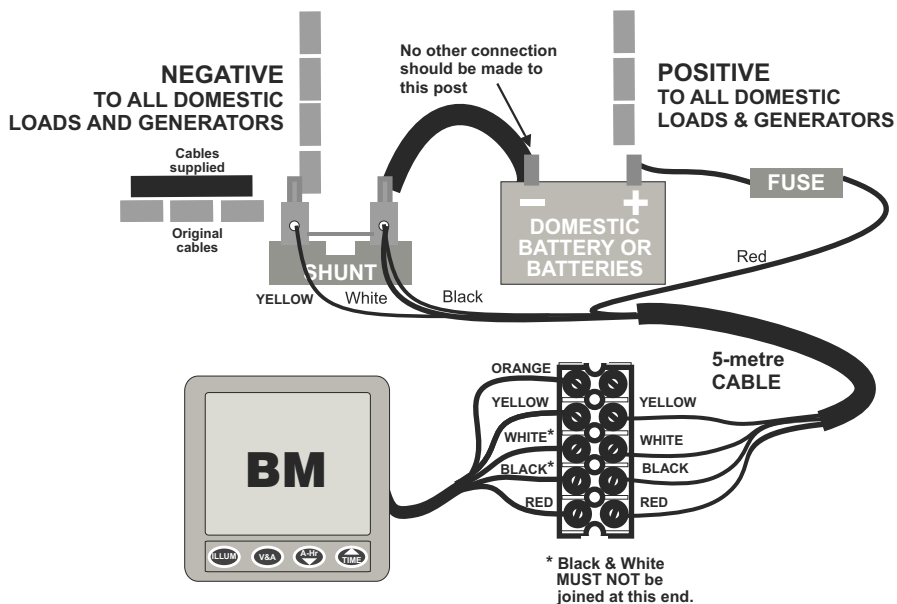 No other connection
should be made to
this post
NEGATIVE
TO ALL DOMESTIC
LOADS AND GENERATORS
POSITIVE
TO ALL DOMESTIC
LOADS & GENERATORS
Cables
supplied
Original
cables
FUSE
DOMESTIC
BATTERY OR
BATTERIES
SHUNT
Red
YELLOW
White
Black
5-metre
CABLE
ORANGE
YELLOW
WHITE*
BLACK*
RED
YELLOW
WHITE
BLACK
RED
BM
ILLUM
V&A
A-Hr
TIME
* Black & White
MUST NOT be
joined at this end.